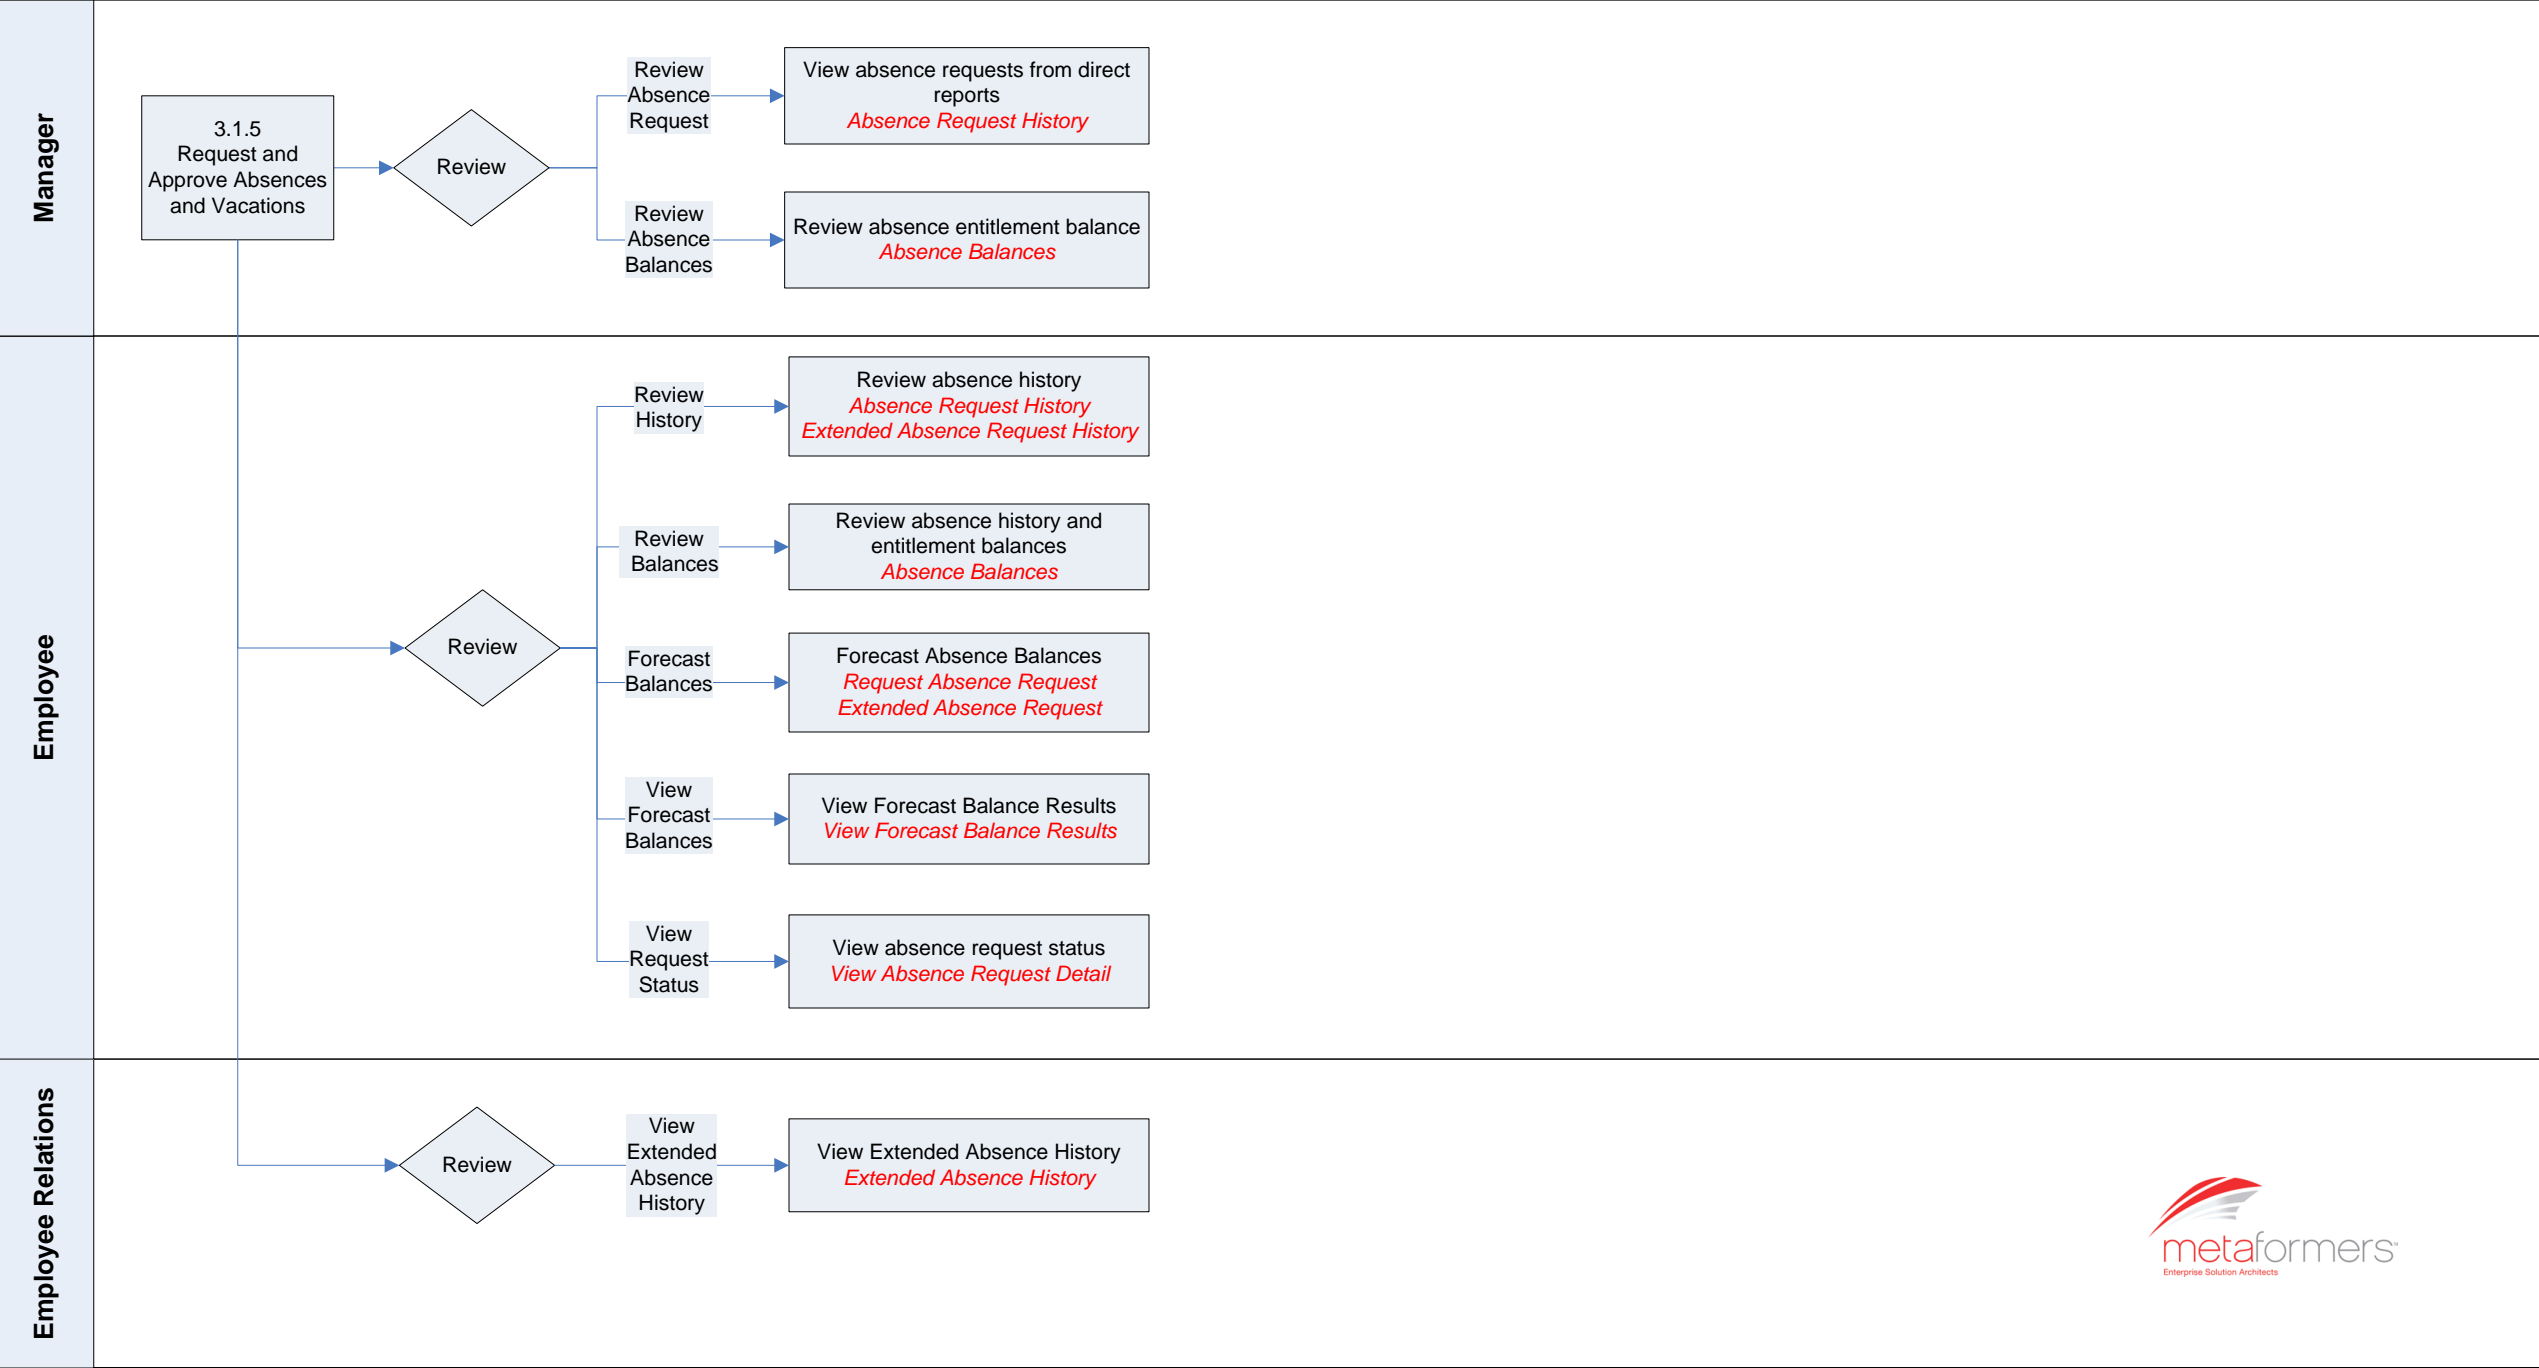 Manager
3.1.5
Request and
Approve Absences
and Vacations
Review
Review
Absence
Request
View absence requests from direct
reports
Absence Request History
Review
Absence
Balances
Review absence entitlement balance
Absence Balances
Employee
Review
Review
History
Review absence history
Absence Request History
Extended Absence Request History
Review
Balances
Review absence history and
entitlement balances
Absence Balances
Forecast
Balances
Forecast Absence Balances
Request Absence Request
Extended Absence Request
View
Forecast
Balances
View Forecast Balance Results
View Forecast Balance Results
View
Request
Status
View absence request status
View Absence Request Detail
Employee Relations
Review
View
Extended
Absence
History
View Extended Absence History
Extended Absence History
metaformers™
Enterprise Solution Architects